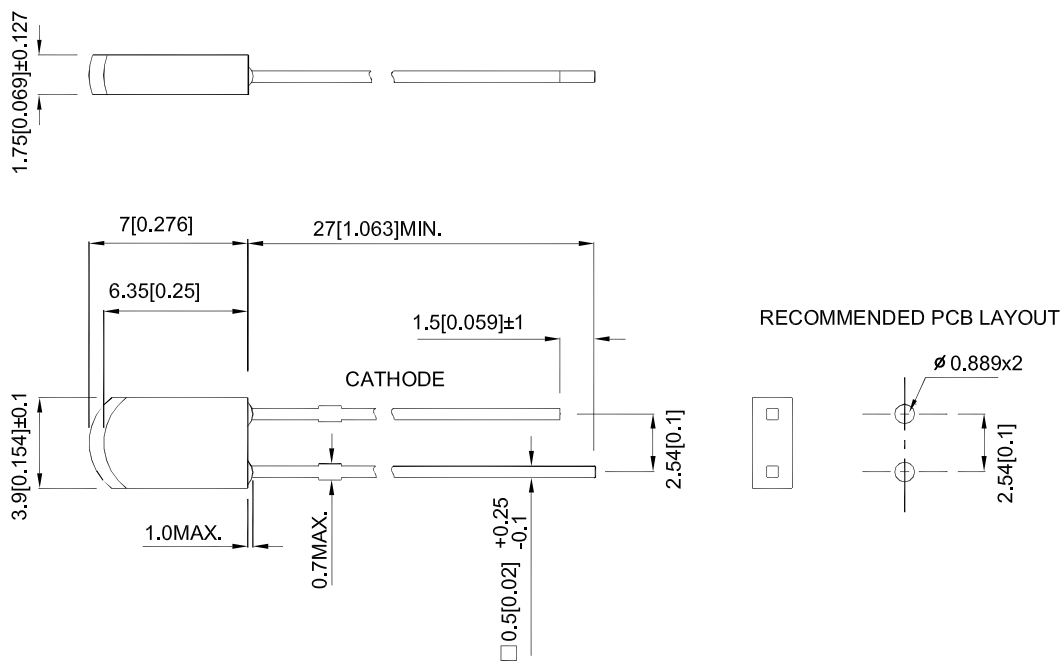 1.75[0.069]±0.127
7[0.276]
27[1.063]MIN.
6.35[0.25]
1.5[0.059]±1
RECOMMENDED PCB LAYOUT
ø 0.889x2
CATHODE
3.9[0.154]±0.1
2.54[0.1]
2.54[0.1]
1.0MAX.
0.7MAX.
□0.5[0.02] +0.25
-0.1